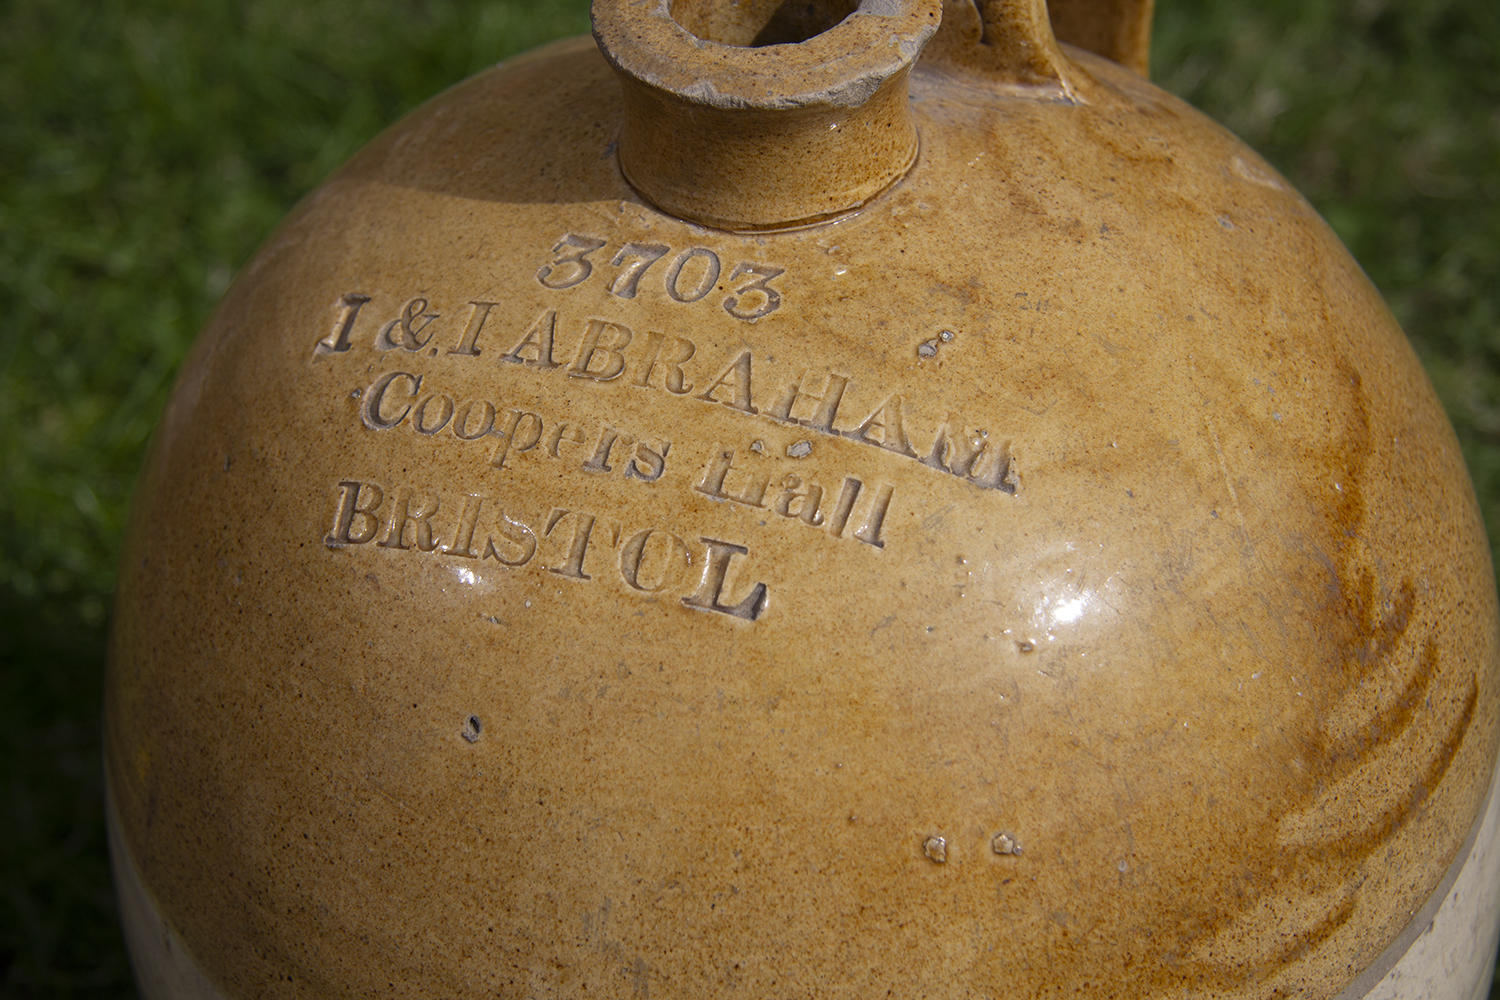 3703
I & I ABRAHAM
Coopers Hall
BRISTOL